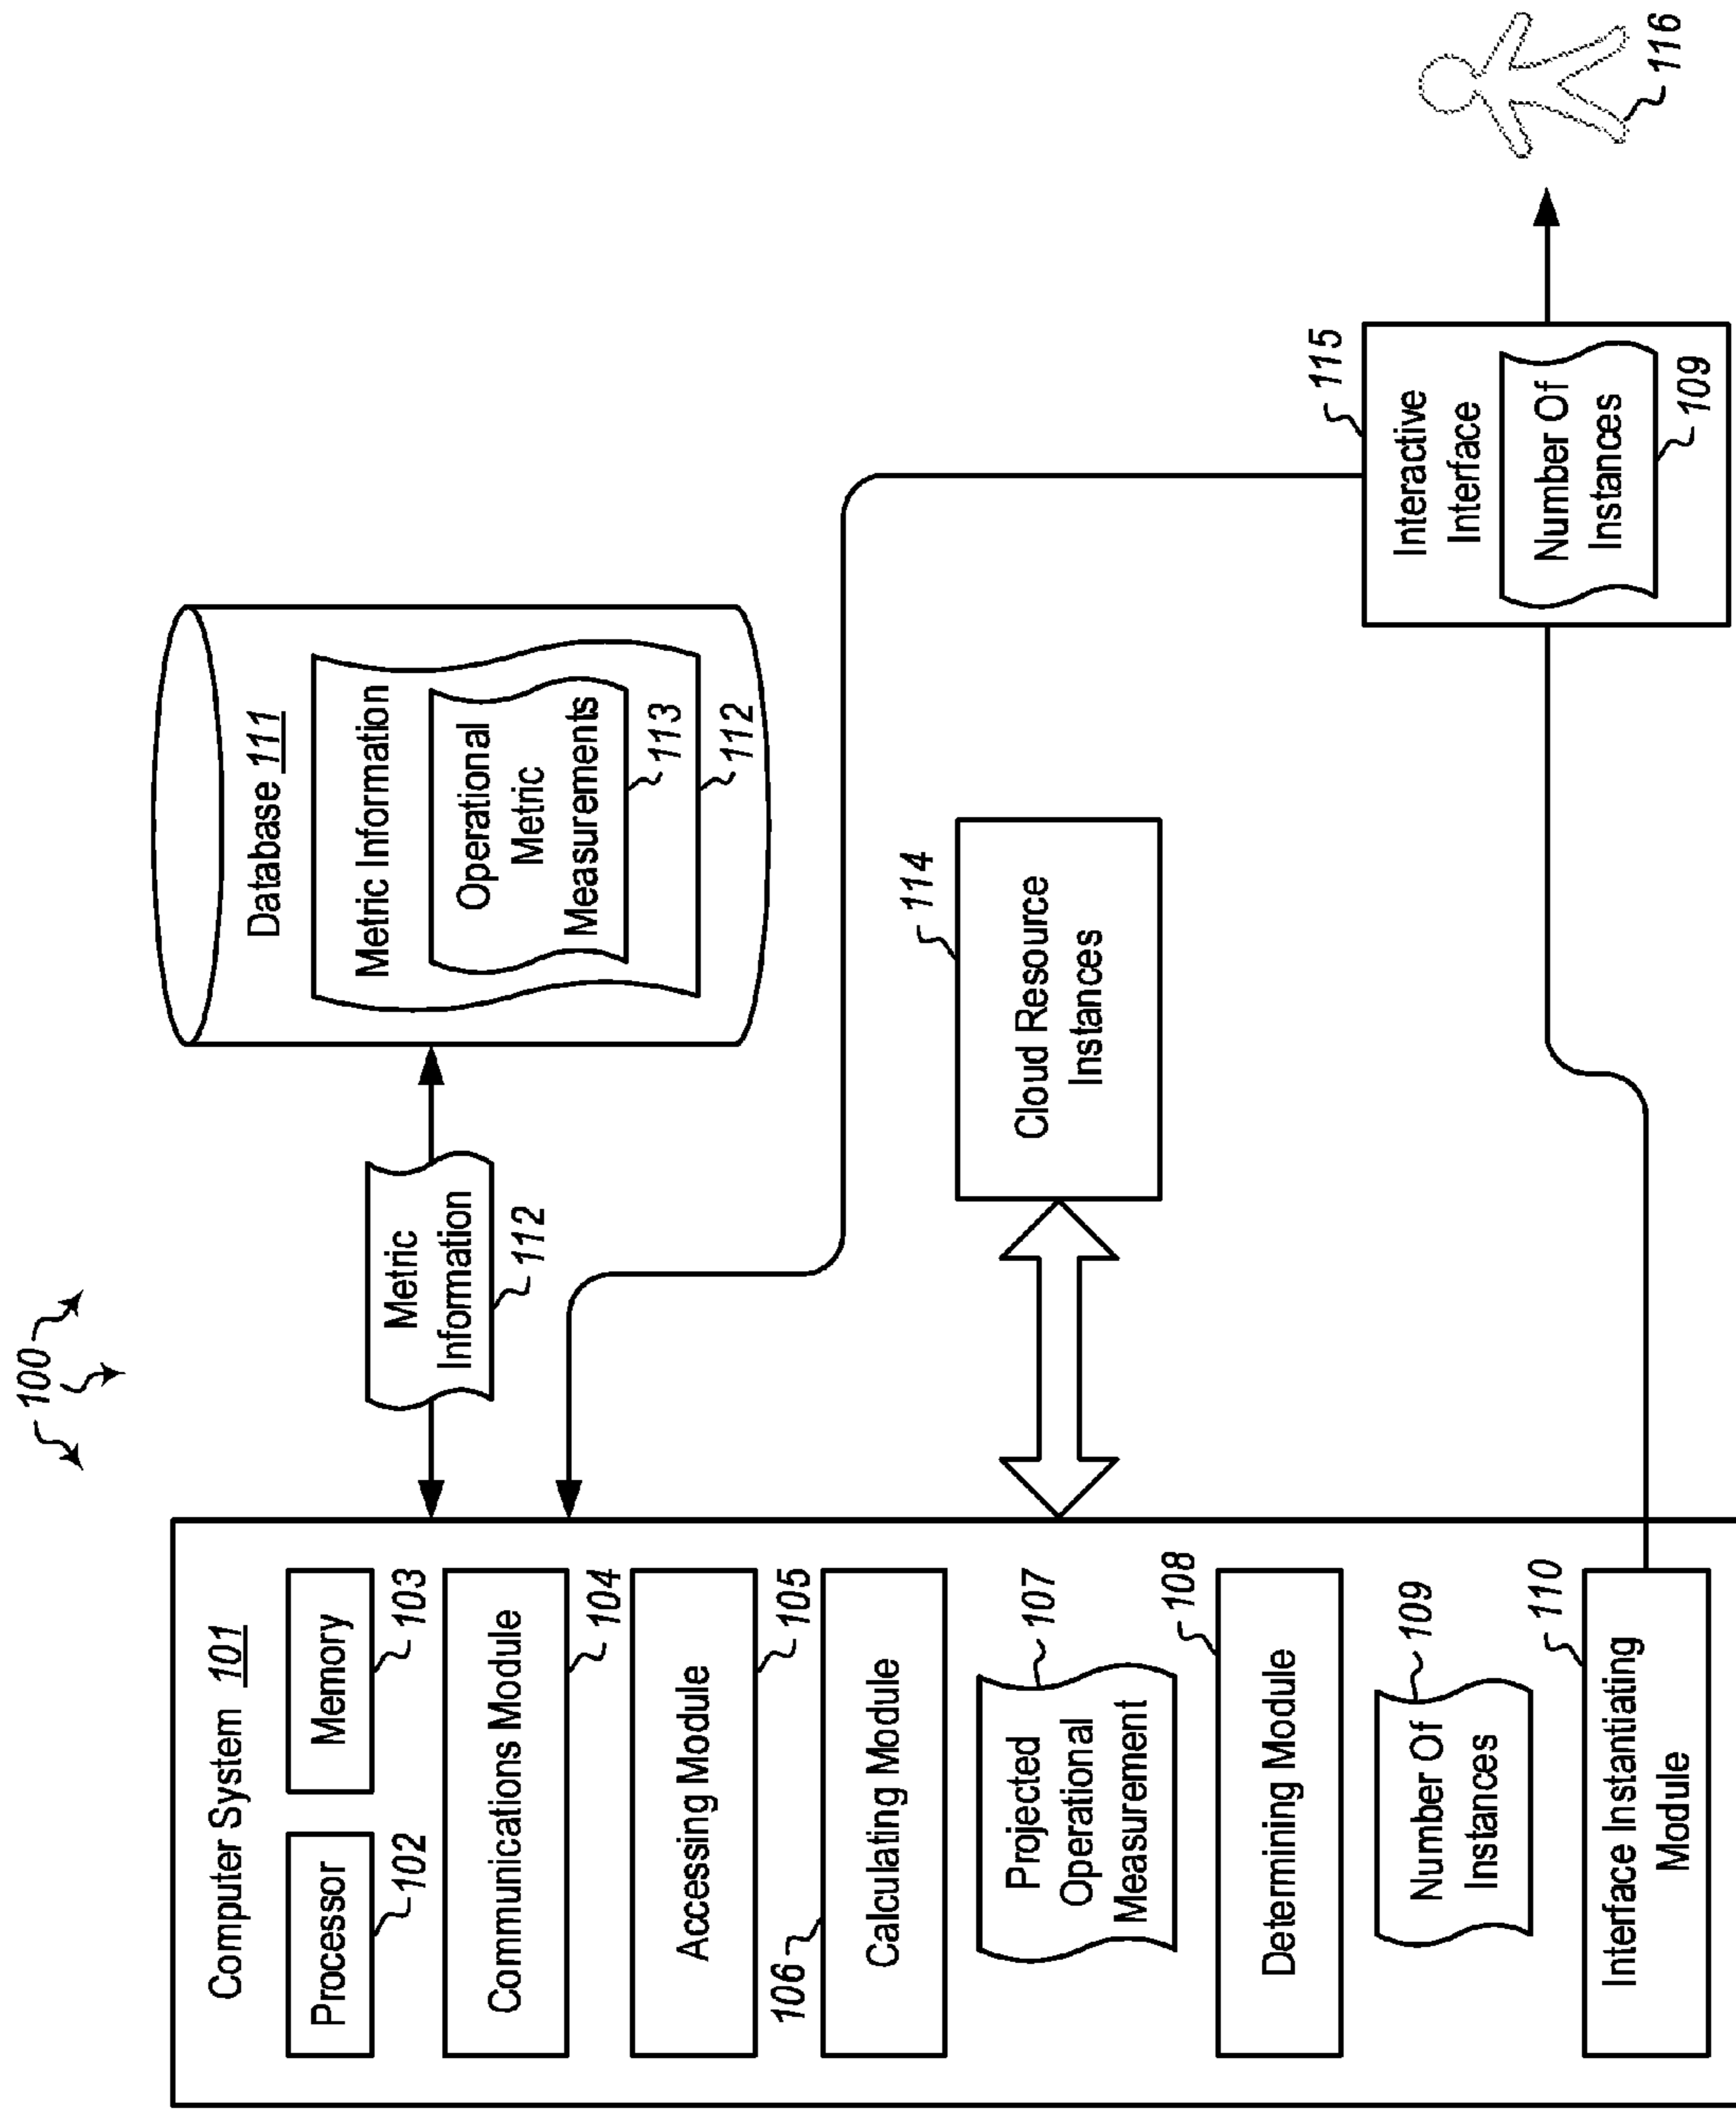 100
Computer System 101
Processor
102
Memory
103
Communications Module
104
Accessing Module
105
106
Calculating Module
Projected
Operational
Measurement
107
Determining Module
108
Number Of
Instances
109
Interface Instantiating
Module
110
Metric
Information
112
Database 111
Metric Information
Operational
Metric
Measurements
113
112
Cloud Resource
Instances
114
Interactive
Interface
115
Number Of
Instances
109
116